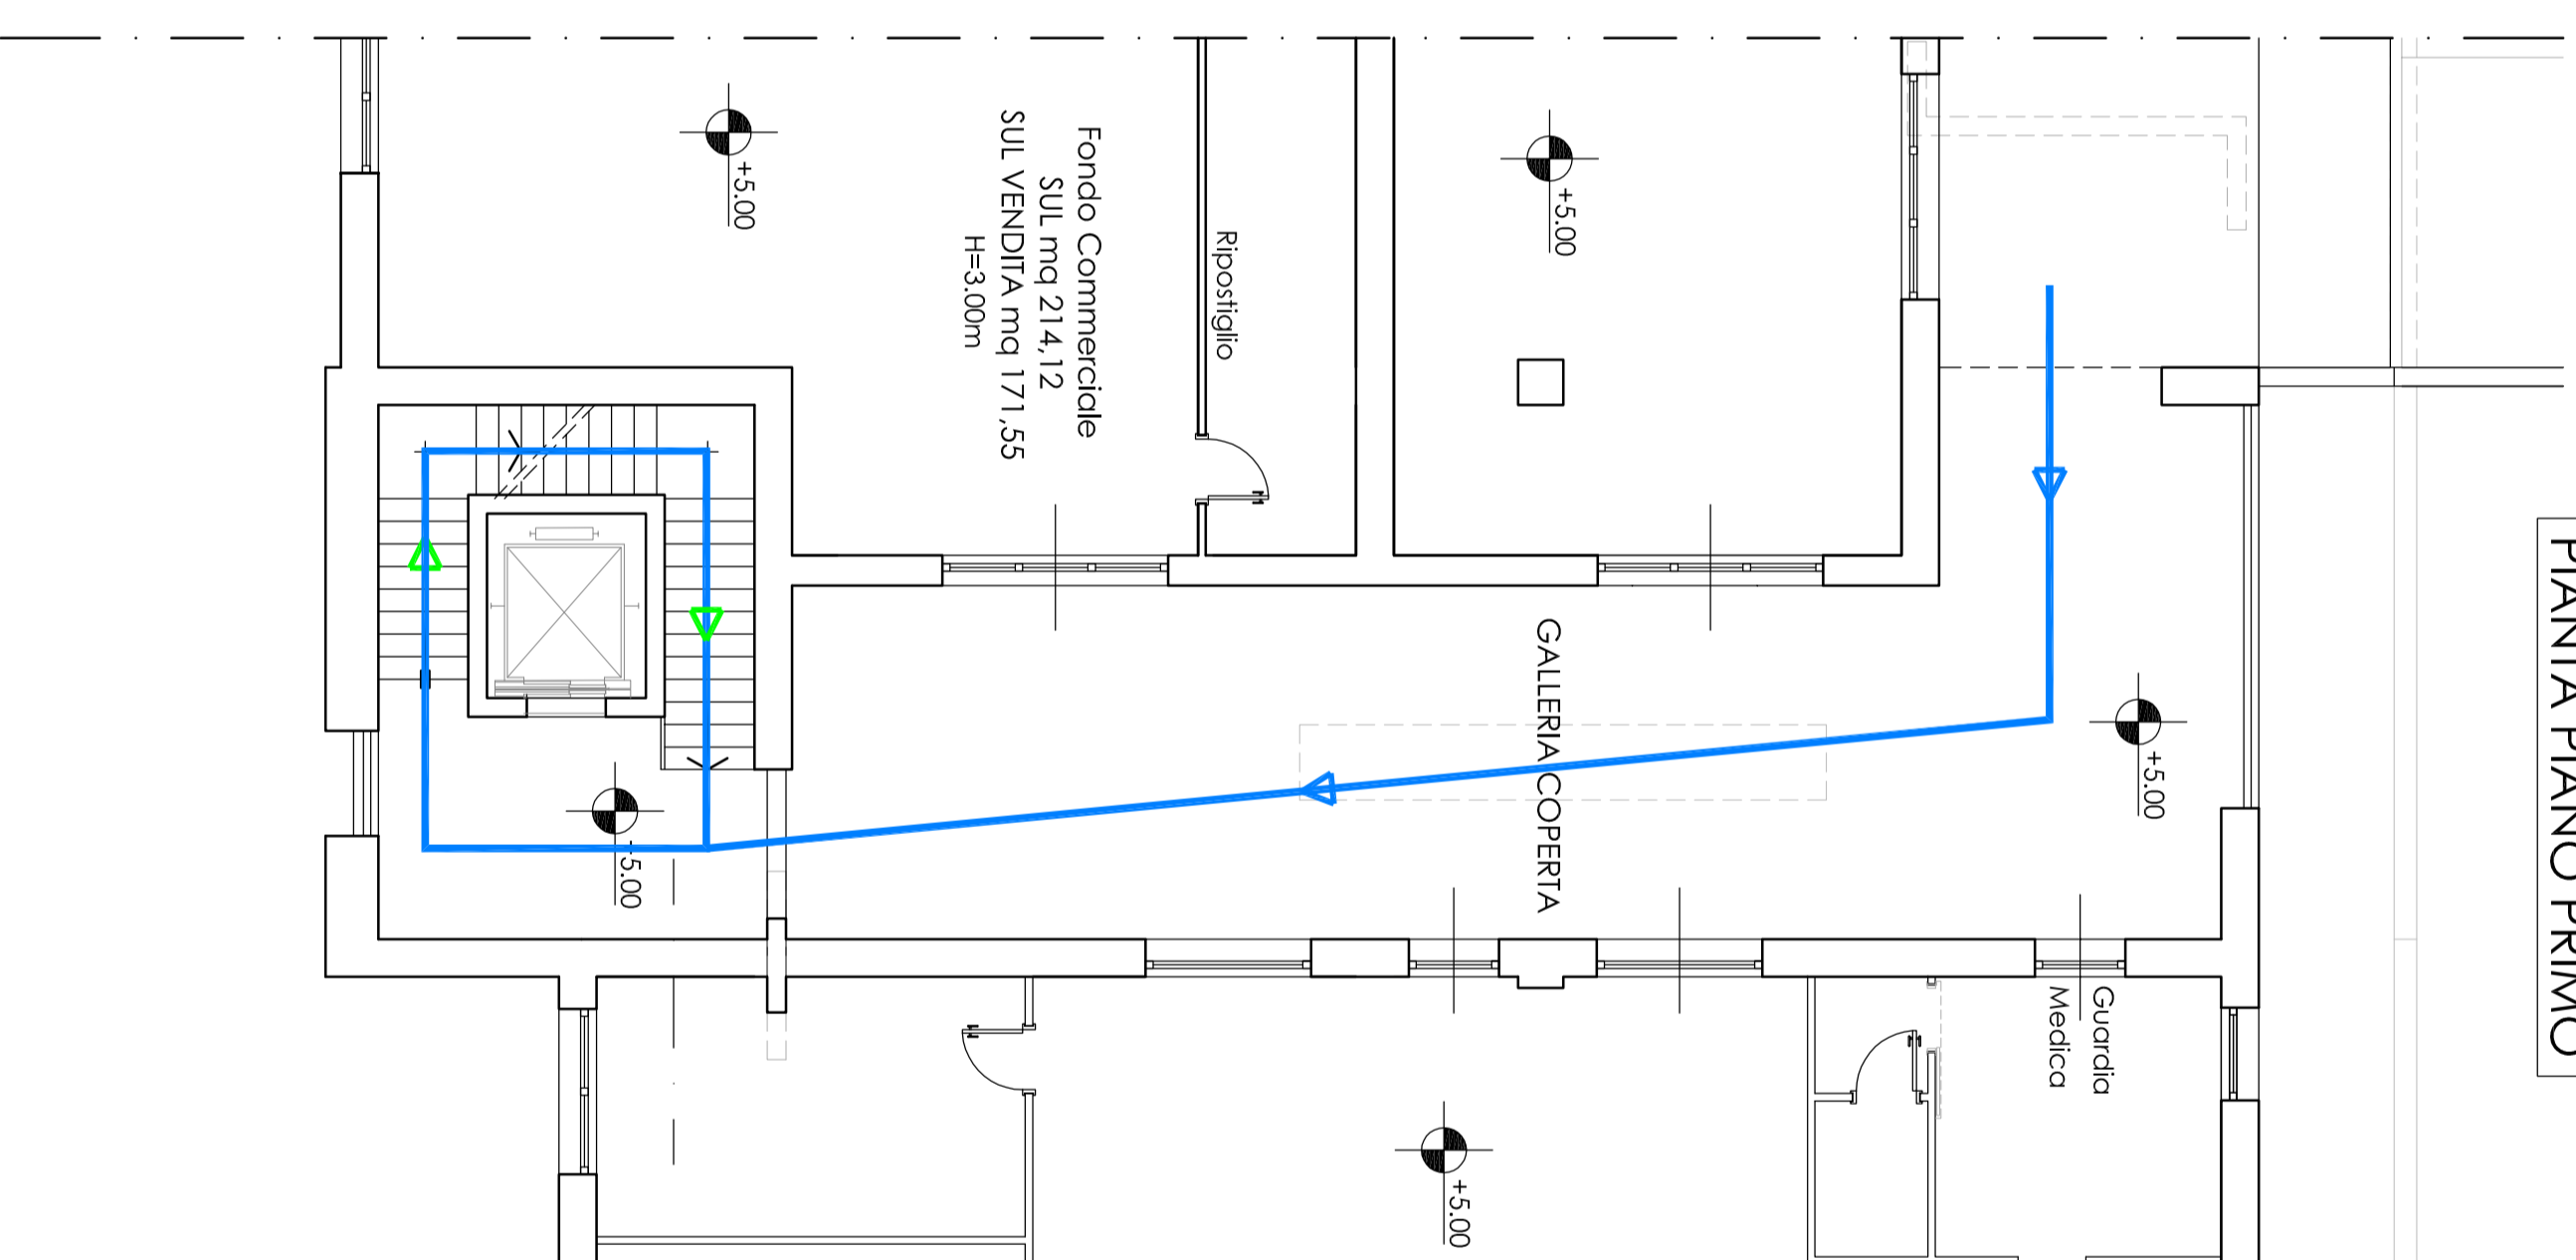 +5.00
Fondo Commerciale
SUL mq 214,12
SUL VENDITA mq 171,55
H=3.00m
Ripostiglio
+5.00
GALLERIA COPERTA
+5.00
PIANTA PIANO PRIMO
+5.00
Guardia
Medica
+5.00